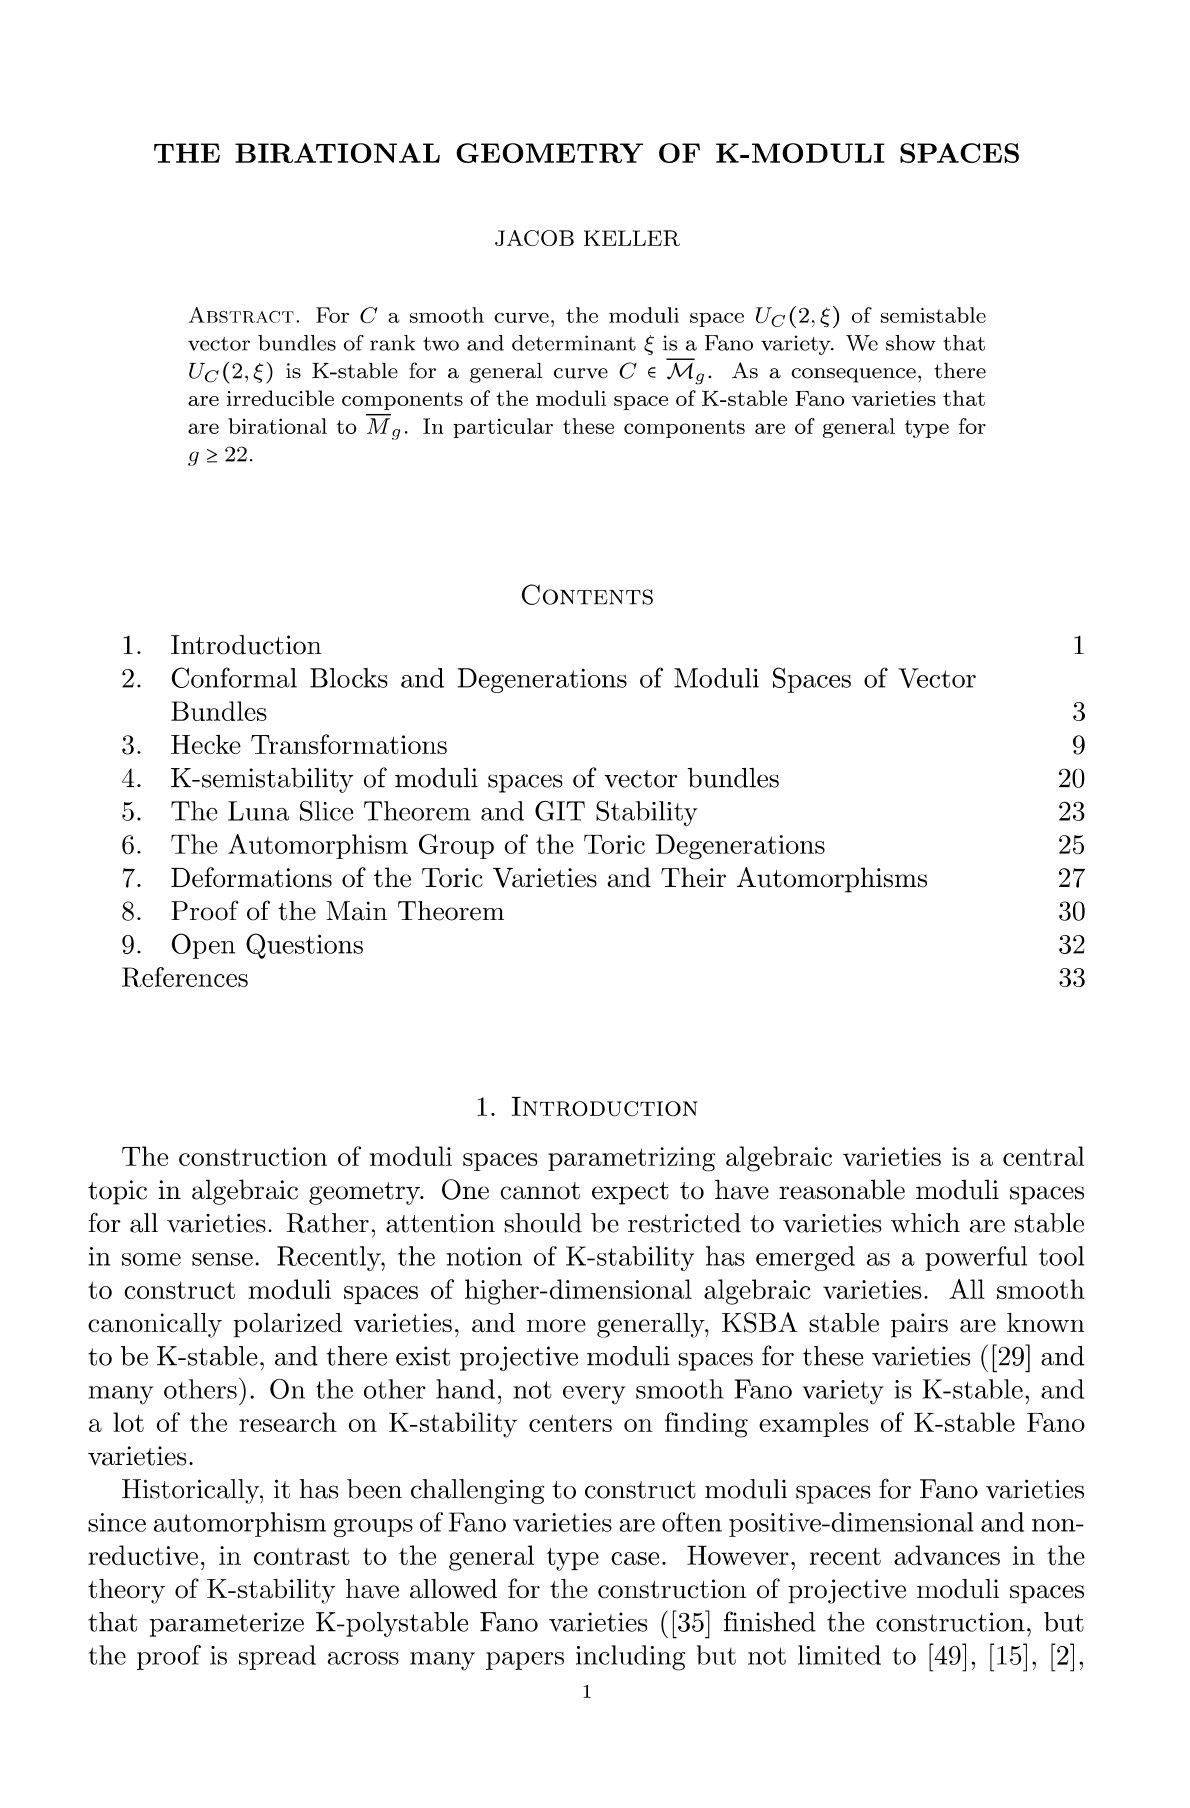 THE BIRATIONAL GEOMETRY OF K-MODULI SPACES
JACOB KELLER
Abstract. For C a smooth curve, the moduli space U_C(2, ξ) of semistable
vector bundles of rank two and determinant ξ is a Fano variety. We show that
U_C(2, ξ) is K-stable for a general curve C ∈ \overline{\mathcal{M}}_g. As a consequence, there
are irreducible components of the moduli space of K-stable Fano varieties that
are birational to \overline{M}_g. In particular these components are of general type for
g ≥ 22.
Contents
1. Introduction 1
2. Conformal Blocks and Degenerations of Moduli Spaces of Vector
Bundles 3
3. Hecke Transformations 9
4. K-semistability of moduli spaces of vector bundles 20
5. The Luna Slice Theorem and GIT Stability 23
6. The Automorphism Group of the Toric Degenerations 25
7. Deformations of the Toric Varieties and Their Automorphisms 27
8. Proof of the Main Theorem 30
9. Open Questions 32
References 33
1. Introduction
The construction of moduli spaces parametrizing algebraic varieties is a central
topic in algebraic geometry. One cannot expect to have reasonable moduli spaces
for all varieties. Rather, attention should be restricted to varieties which are stable
in some sense. Recently, the notion of K-stability has emerged as a powerful tool
to construct moduli spaces of higher-dimensional algebraic varieties. All smooth
canonically polarized varieties, and more generally, KSBA stable pairs are known
to be K-stable, and there exist projective moduli spaces for these varieties ([29] and
many others). On the other hand, not every smooth Fano variety is K-stable, and
a lot of the research on K-stability centers on finding examples of K-stable Fano
varieties.
Historically, it has been challenging to construct moduli spaces for Fano varieties
since automorphism groups of Fano varieties are often positive-dimensional and non-
reductive, in contrast to the general type case. However, recent advances in the
theory of K-stability have allowed for the construction of projective moduli spaces
that parameterize K-polystable Fano varieties ([35] finished the construction, but
the proof is spread across many papers including but not limited to [49], [15], [2],
1